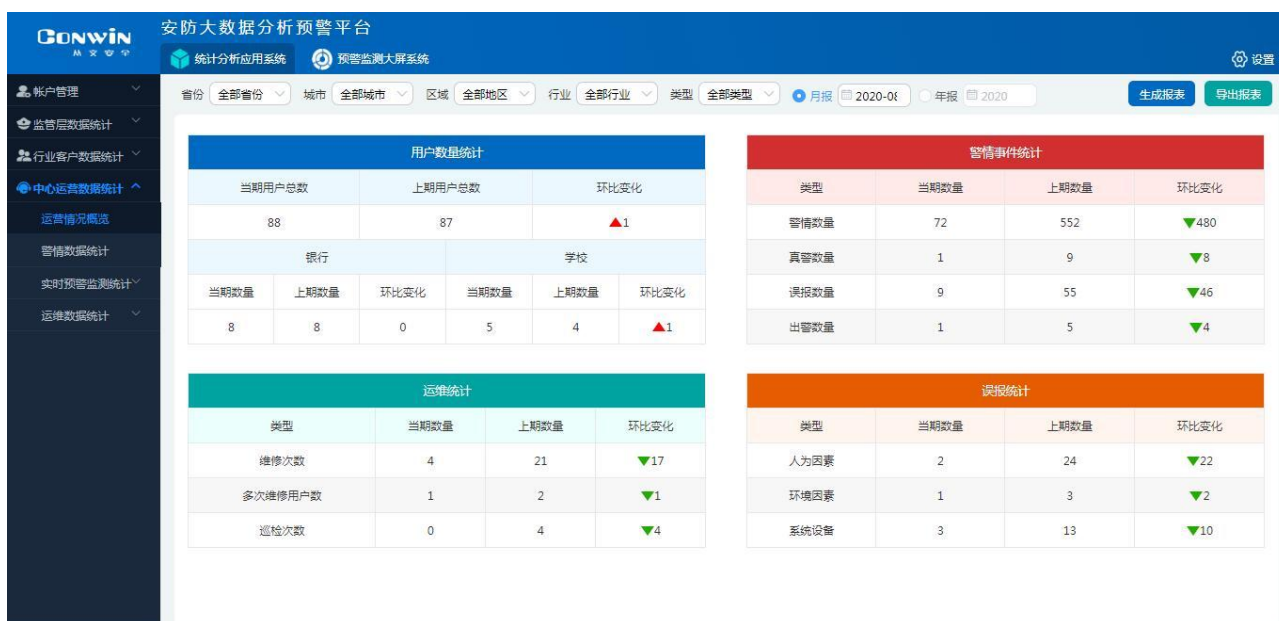 CONWIN
安防大数据分析预警平台
统计分析应用系统 预警监测大屏系统 设置
帐户管理
监管层数据统计
行业客户数据统计
中心运营数据统计
运营情况概览
警情数据统计
实时预警监测统计
运维数据统计
省份 全部省份 城市 全部城市 区域 全部地区 行业 全部行业 类型 全部类型 月报 2020-08 年报 2020 生成报表 导出报表
用户数量统计
当期用户总数 上期用户总数 环比变化
88 87 ▲1
银行 学校
当期数量 上期数量 环比变化 当期数量 上期数量 环比变化
8 8 0 5 4 ▲1
警情事件统计
类型 当期数量 上期数量 环比变化
警情数量 72 552 ▼480
真警数量 1 9 ▼8
误报数量 9 55 ▼46
出警数量 1 5 ▼4
运维统计
类型 当期数量 上期数量 环比变化
维修次数 4 21 ▼17
多次维修用户数 1 2 ▼1
巡检次数 0 4 ▼4
误报统计
类型 当期数量 上期数量 环比变化
人为因素 2 24 ▼22
环境因素 1 3 ▼2
系统设备 3 13 ▼10